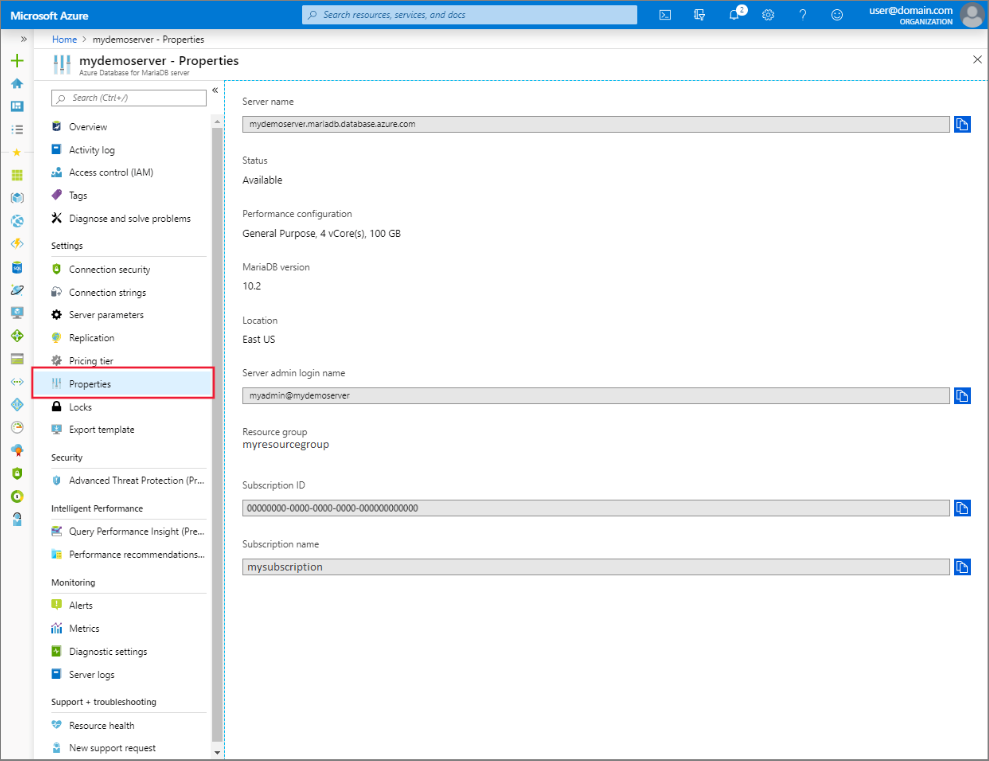 Microsoft Azure
Search resources, services, and docs
2
user@domain.com
ORGANIZATION
Home > mydemoserver - Properties
mydemoserver - Properties
Azure Database for MariaDB server
Search (Ctrl+/)
Overview
Activity log
Access control (IAM)
Tags
Diagnose and solve problems
Settings
Connection security
Connection strings
Server parameters
Replication
Pricing tier
Properties
Locks
Export template
Security
Advanced Threat Protection (Pr...
Intelligent Performance
Query Performance Insight (Pre...
Performance recommendations...
Monitoring
Alerts
Metrics
Diagnostic settings
Server logs
Support + troubleshooting
Resource health
New support request
Server name
mydemoserver.mariadb.database.azure.com
Status
Available
Performance configuration
General Purpose, 4 vCore(s), 100 GB
MariaDB version
10.2
Location
East US
Server admin login name
myadmin@mydemoserver
Resource group
myresourcegroup
Subscription ID
00000000-0000-0000-0000-000000000000
Subscription name
mysubscription